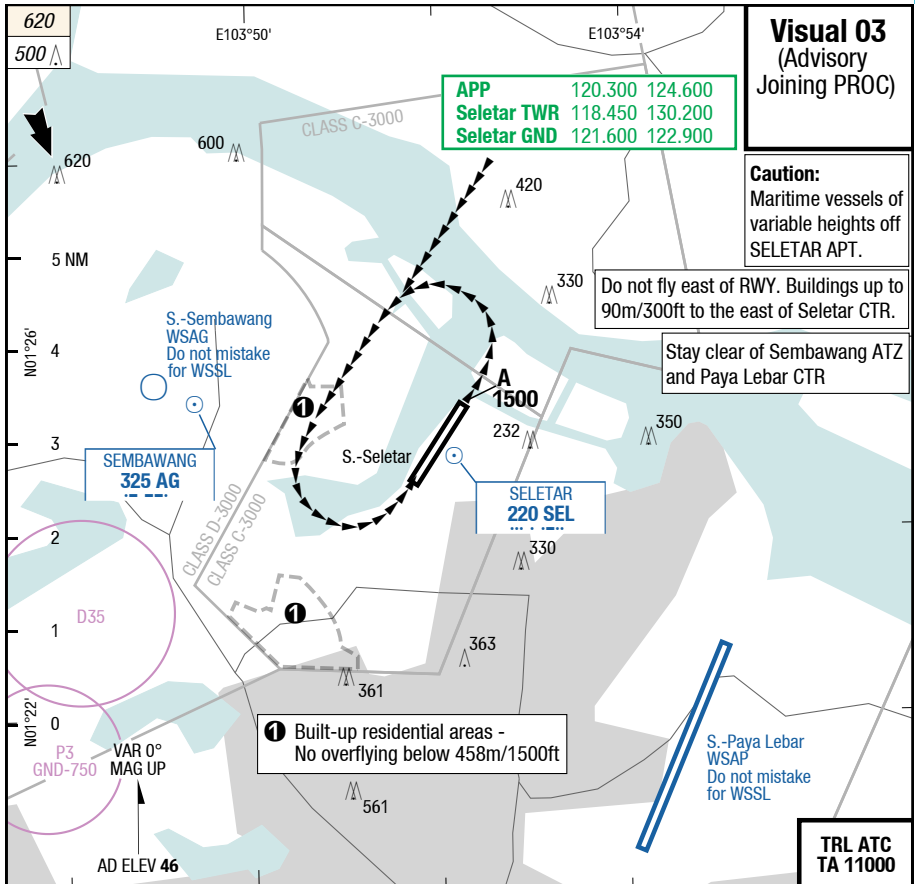 620
500
E103°50'
E103°54'
Visual 03
(Advisory
Joining PROC)
APP 120.300 124.600
Seletar TWR 118.450 130.200
Seletar GND 121.600 122.900
CLASS C-3000
620
600
420
Caution:
Maritime vessels of
variable heights off
SELETAR APT.
5 NM
330
Do not fly east of RWY. Buildings up to
90m/300ft to the east of Seletar CTR.
S.-Sembawang
WSAG
Do not mistake
for WSSL
N01°26'
4
Stay clear of Sembawang ATZ
and Paya Lebar CTR
A
1500
1
232
350
3
S.-Seletar
SEMBAWANG
325 AG
SELETAR
220 SEL
CLASS D-3000
CLASS C-3000
2
330
D35
1
1
363
361
N01°22'
0
P3
GND-750
VAR 0°
MAG UP
1 Built-up residential areas -
No overflying below 458m/1500ft
S.-Paya Lebar
WSAP
Do not mistake
for WSSL
561
AD ELEV 46
TRL ATC
TA 11000